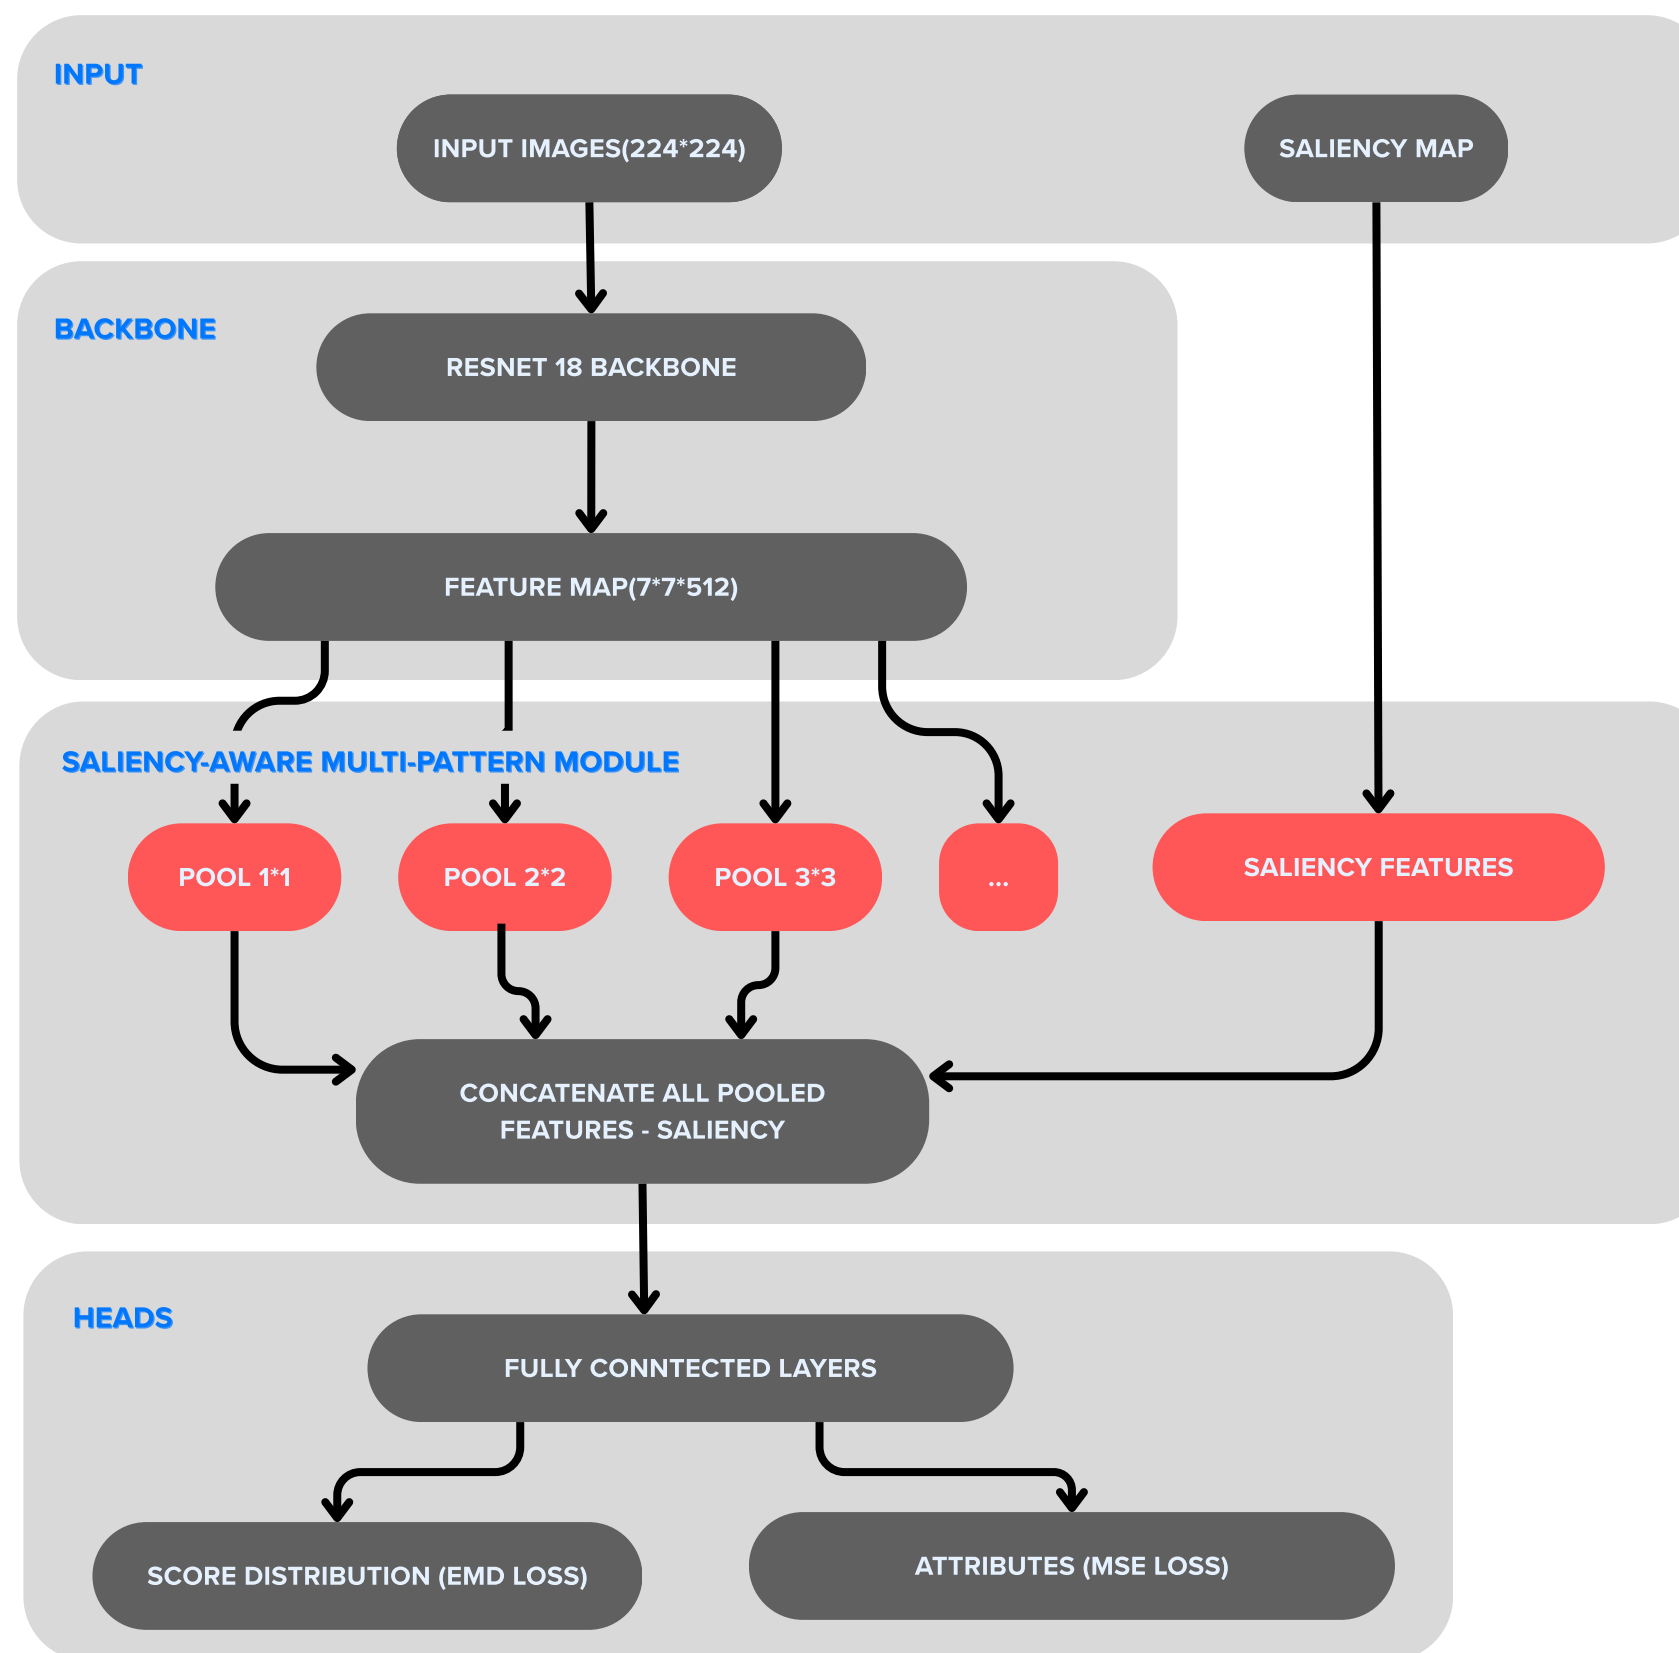 INPUT
INPUT IMAGES(224*224)
SALIENCY MAP
BACKBONE
RESNET 18 BACKBONE
FEATURE MAP(7*7*512)
SALIENCY-AWARE MULTI-PATTERN MODULE
POOL 1*1
POOL 2*2
POOL 3*3
...
SALIENCY FEATURES
CONCATENATE ALL POOLED
FEATURES - SALIENCY
HEADS
FULLY CONNTECTED LAYERS
SCORE DISTRIBUTION (EMD LOSS)
ATTRIBUTES (MSE LOSS)